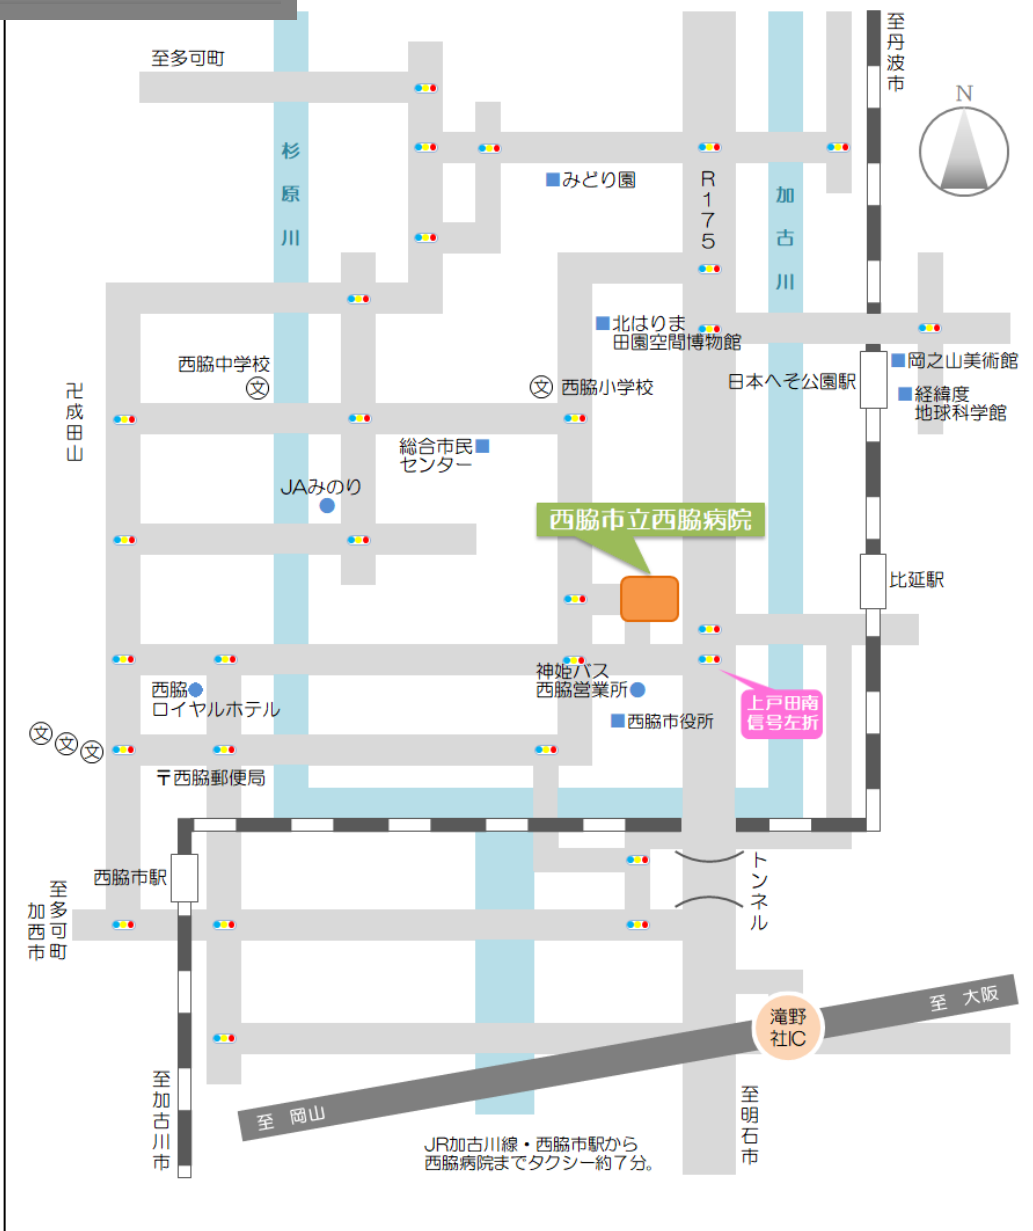 至多可町
至丹波市
N
杉原川
みどり園
R175
加古川
北はりま
田園空間博物館
西脇中学校
文
文
西脇小学校
日本へそ公園駅
岡之山美術館
経緯度
地球科学館
卍成田山
総合市民
センター
JAみのり
西脇市立西脇病院
比延駅
神姫バス
西脇営業所
西脇
ロイヤルホテル
上戸田南
信号左折
西脇市役所
文
文
文
〒西脇郵便局
西脇市駅
トンネル
至多可町
加西市
至 大阪
滝野
社IC
至 岡山
至加古川市
至明石市
JR加古川線・西脇市駅から
西脇病院までタクシー約7分。